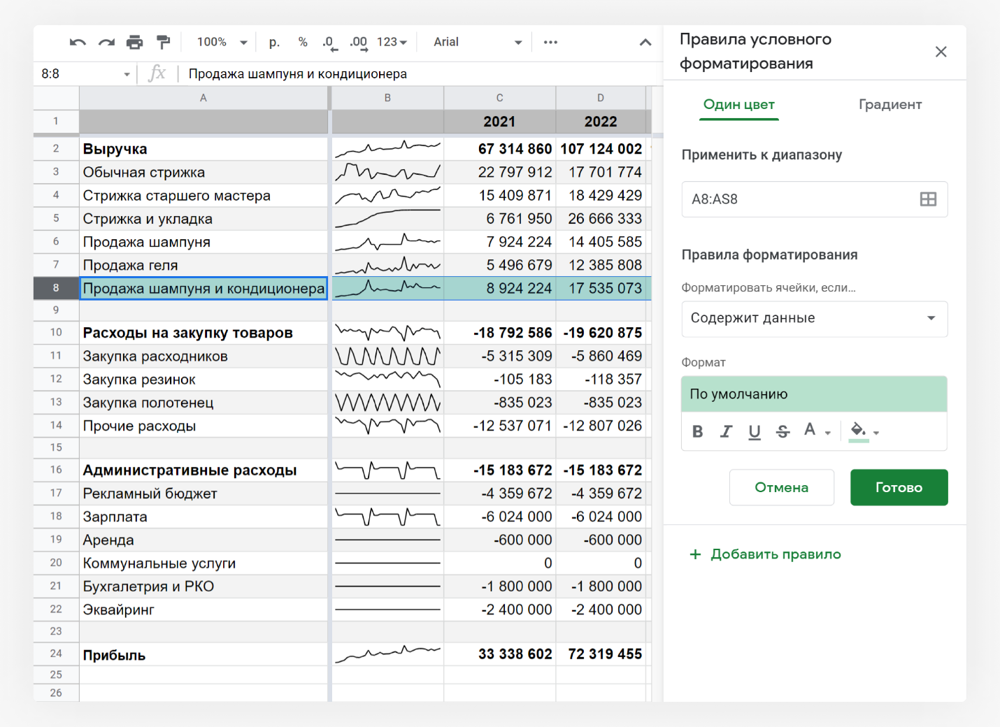 100% р. % .0 .00 123 Arial
8:8 fx Продажа шампуня и кондиционера
A B C D
1 2021 2022
2 Выручка 67 314 860 107 124 002
3 Обычная стрижка 22 797 912 17 701 774
4 Стрижка старшего мастера 15 409 871 18 429 429
5 Стрижка и укладка 6 761 950 26 666 333
6 Продажа шампуня 7 924 224 14 405 585
7 Продажа геля 5 496 679 12 385 808
8 Продажа шампуня и кондиционера 8 924 224 17 535 073
9
10 Расходы на закупку товаров -18 792 586 -19 620 875
11 Закупка расходников -5 315 309 -5 860 469
12 Закупка резинок -105 183 -118 357
13 Закупка полотенец -835 023 -835 023
14 Прочие расходы -12 537 071 -12 807 026
15
16 Административные расходы -15 183 672 -15 183 672
17 Рекламный бюджет -4 359 672 -4 359 672
18 Зарплата -6 024 000 -6 024 000
19 Аренда -600 000 -600 000
20 Коммунальные услуги 0 0
21 Бухгалетрия и РКО -1 800 000 -1 800 000
22 Эквайринг -2 400 000 -2 400 000
23
24 Прибыль 33 338 602 72 319 455
25
26
Правила условного
форматирования
Один цвет Градиент
Применить к диапазону
A8:AS8
Правила форматирования
Форматировать ячейки, если…
Содержит данные
Формат
По умолчанию
B I U S A
Отмена Готово
+ Добавить правило